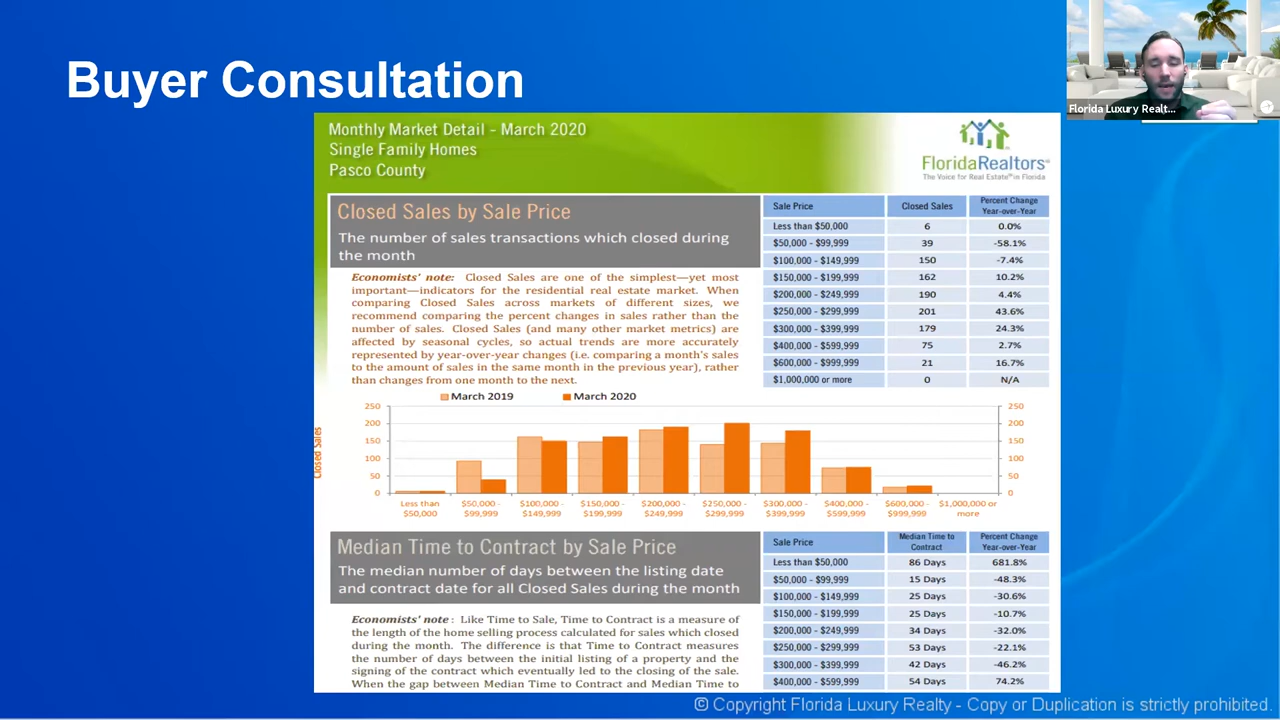 Buyer Consultation
Florida Luxury Realt...
Monthly Market Detail - March 2020
Single Family Homes
Pasco County
FloridaRealtors
The Voice for Real Estate™ in Florida
Closed Sales by Sale Price
The number of sales transactions which closed during
the month
Economists' note: Closed Sales are one of the simplest—yet most
important—indicators for the residential real estate market. When
comparing Closed Sales across markets of different sizes, we
recommend comparing the percent changes in sales rather than the
number of sales. Closed Sales (and many other market metrics) are
affected by seasonal cycles, so actual trends are more accurately
represented by year-over-year changes (i.e. comparing a month's sales
to the amount of sales in the same month in the previous year), rather
than changes from one month to the next.
Sale Price Closed Sales Percent Change
Year-over-Year
Less than $50,000 6 0.0%
$50,000 - $99,999 39 -58.1%
$100,000 - $149,999 150 -7.4%
$150,000 - $199,999 162 10.2%
$200,000 - $249,999 190 4.4%
$250,000 - $299,999 201 43.6%
$300,000 - $399,999 179 24.3%
$400,000 - $599,999 75 2.7%
$600,000 - $999,999 21 16.7%
$1,000,000 or more 0 N/A
March 2019 March 2020
Closed Sales
250 250
200 200
150 150
100 100
50 50
0 0
Less than $50,000 - $100,000 - $150,000 - $200,000 - $250,000 - $300,000 - $400,000 - $600,000 - $1,000,000 or
$50,000 $99,999 $149,999 $199,999 $249,999 $299,999 $399,999 $599,999 $999,999 more
Median Time to Contract by Sale Price
The median number of days between the listing date
and contract date for all Closed Sales during the month
Economists' note : Like Time to Sale, Time to Contract is a measure of
the length of the home selling process calculated for sales which closed
during the month. The difference is that Time to Contract measures
the number of days between the initial listing of a property and the
signing of the contract which eventually led to the closing of the sale.
When the gap between Median Time to Contract and Median Time to
Sale Price Median Time to Percent Change
Contract Year-over-Year
Less than $50,000 86 Days 681.8%
$50,000 - $99,999 15 Days -48.3%
$100,000 - $149,999 25 Days -30.6%
$150,000 - $199,999 25 Days -10.7%
$200,000 - $249,999 34 Days -32.0%
$250,000 - $299,999 53 Days -22.1%
$300,000 - $399,999 42 Days -46.2%
$400,000 - $599,999 54 Days 74.2%
© Copyright Florida Luxury Realty - Copy or Duplication is strictly prohibited.